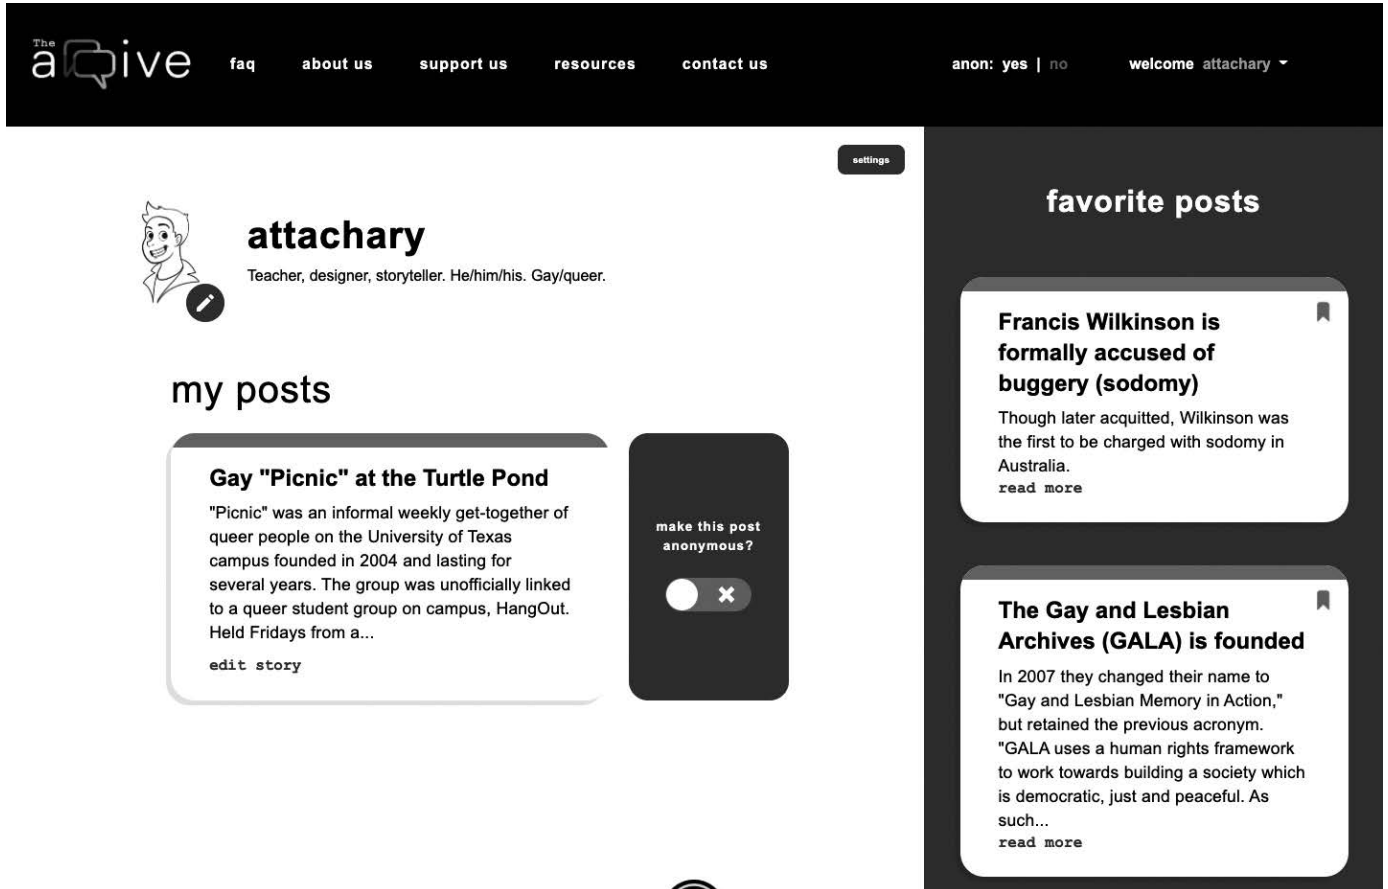 The
a ive
faq about us support us resources contact us
anon: yes | no welcome attachary
settings
attachary
Teacher, designer, storyteller. He/him/his. Gay/queer.
my posts
Gay "Picnic" at the Turtle Pond
"Picnic" was an informal weekly get-together of
queer people on the University of Texas
campus founded in 2004 and lasting for
several years. The group was unofficially linked
to a queer student group on campus, HangOut.
Held Fridays from a...
edit story
make this post
anonymous?
favorite posts
Francis Wilkinson is
formally accused of
buggery (sodomy)
Though later acquitted, Wilkinson was
the first to be charged with sodomy in
Australia.
read more
The Gay and Lesbian
Archives (GALA) is founded
In 2007 they changed their name to
"Gay and Lesbian Memory in Action,"
but retained the previous acronym.
"GALA uses a human rights framework
to work towards building a society which
is democratic, just and peaceful. As
such...
read more